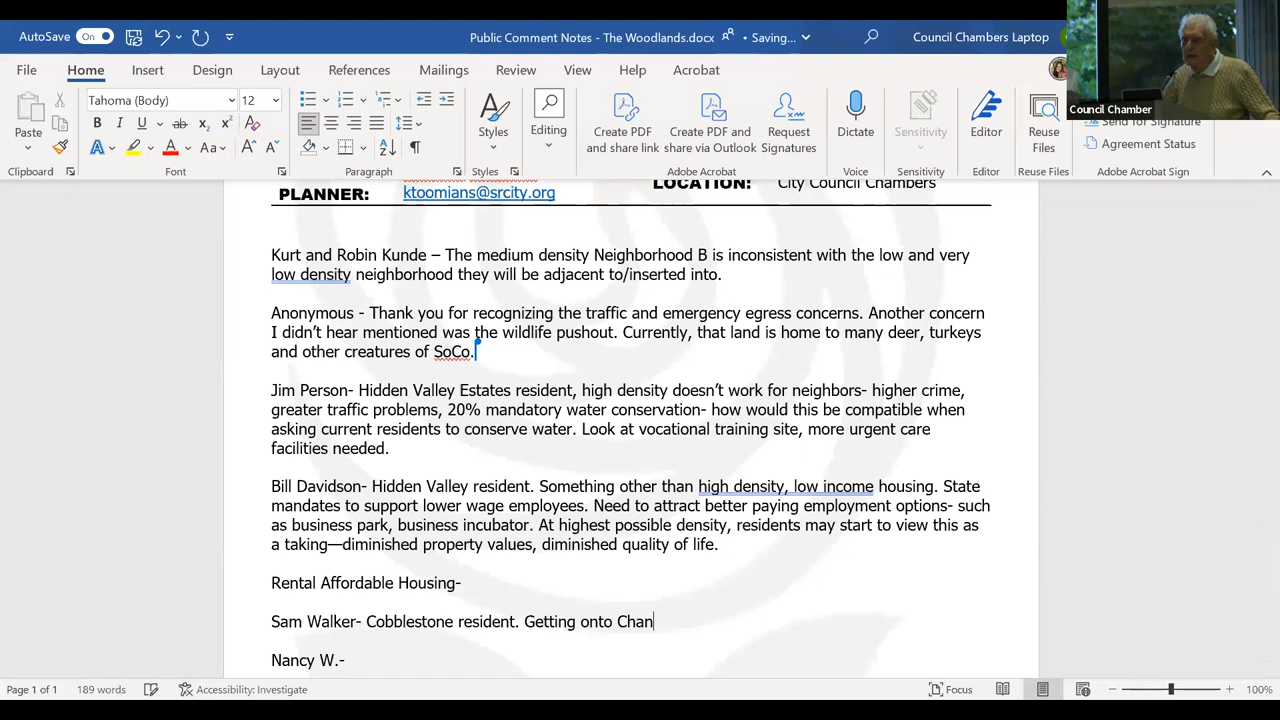 AutoSave On Public Comment Notes - The Woodlands.docx • Saving... Council Chambers Laptop
Council Chamber
File Home Insert Design Layout References Mailings Review View Help Acrobat
Paste
Tahoma (Body) 12
Styles
Editing
Create PDF and share link
Create PDF and share via Outlook
Request Signatures
Dictate
Sensitivity
Editor
Reuse Files
Send for Signature
Agreement Status
Clipboard Font Paragraph Styles Adobe Acrobat Voice Sensitivity Editor Reuse Files Adobe Acrobat Sign
PLANNER: ktoomians@srcity.org LOCATION: City Council Chambers
Kurt and Robin Kunde – The medium density Neighborhood B is inconsistent with the low and very
low density neighborhood they will be adjacent to/inserted into.
Anonymous - Thank you for recognizing the traffic and emergency egress concerns. Another concern
I didn’t hear mentioned was the wildlife pushout. Currently, that land is home to many deer, turkeys
and other creatures of SoCo.
Jim Person- Hidden Valley Estates resident, high density doesn’t work for neighbors- higher crime,
greater traffic problems, 20% mandatory water conservation- how would this be compatible when
asking current residents to conserve water. Look at vocational training site, more urgent care
facilities needed.
Bill Davidson- Hidden Valley resident. Something other than high density, low income housing. State
mandates to support lower wage employees. Need to attract better paying employment options- such
as business park, business incubator. At highest possible density, residents may start to view this as
a taking—diminished property values, diminished quality of life.
Rental Affordable Housing-
Sam Walker- Cobblestone resident. Getting onto Chan
Nancy W.-
Page 1 of 1 189 words Accessibility: Investigate Focus 100%